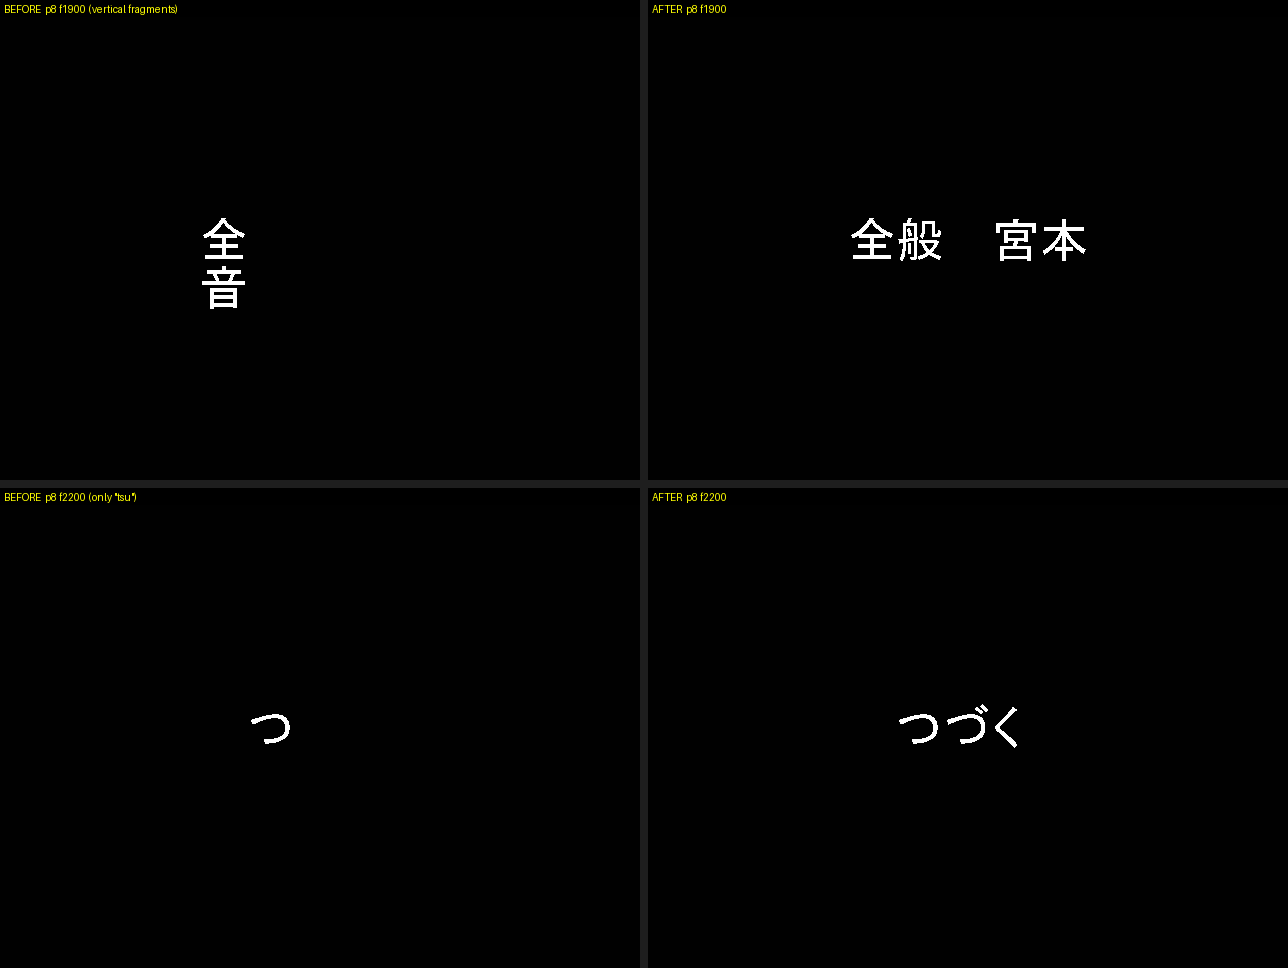 BEFORE p8 f1900 (vertical fragments)
全
音
AFTER p8 f1900
全般　宮本
BEFORE p8 f2200 (only "tsu")
つ
AFTER p8 f2200
つづく